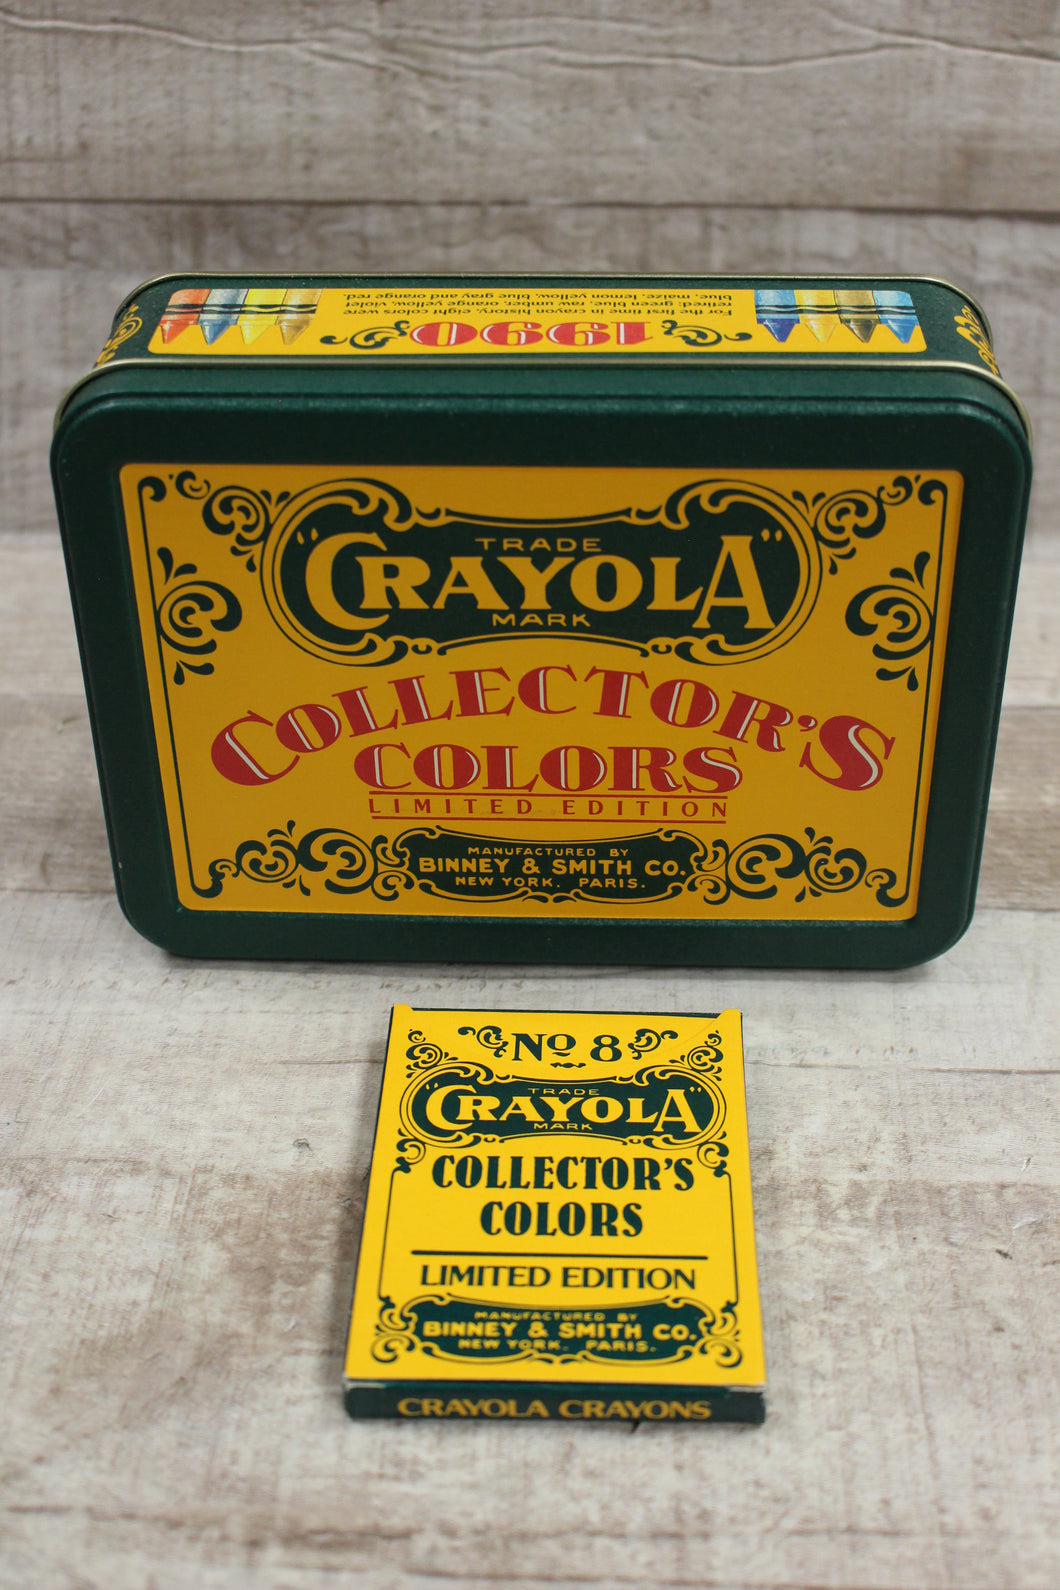 1990
For the first time in crayon history, eight colors were
retired: green blue, raw umber, orange yellow, violet
blue, maize, lemon yellow, blue gray and orange red.
TRADE
"CRAYOLA"
MARK
COLLECTOR'S
COLORS
LIMITED EDITION
MANUFACTURED BY
BINNEY & SMITH CO.
NEW YORK. PARIS.
No 8
TRADE
"CRAYOLA"
MARK
COLLECTOR'S
COLORS
LIMITED EDITION
MANUFACTURED BY
BINNEY & SMITH CO.
NEW YORK. PARIS.
CRAYOLA CRAYONS